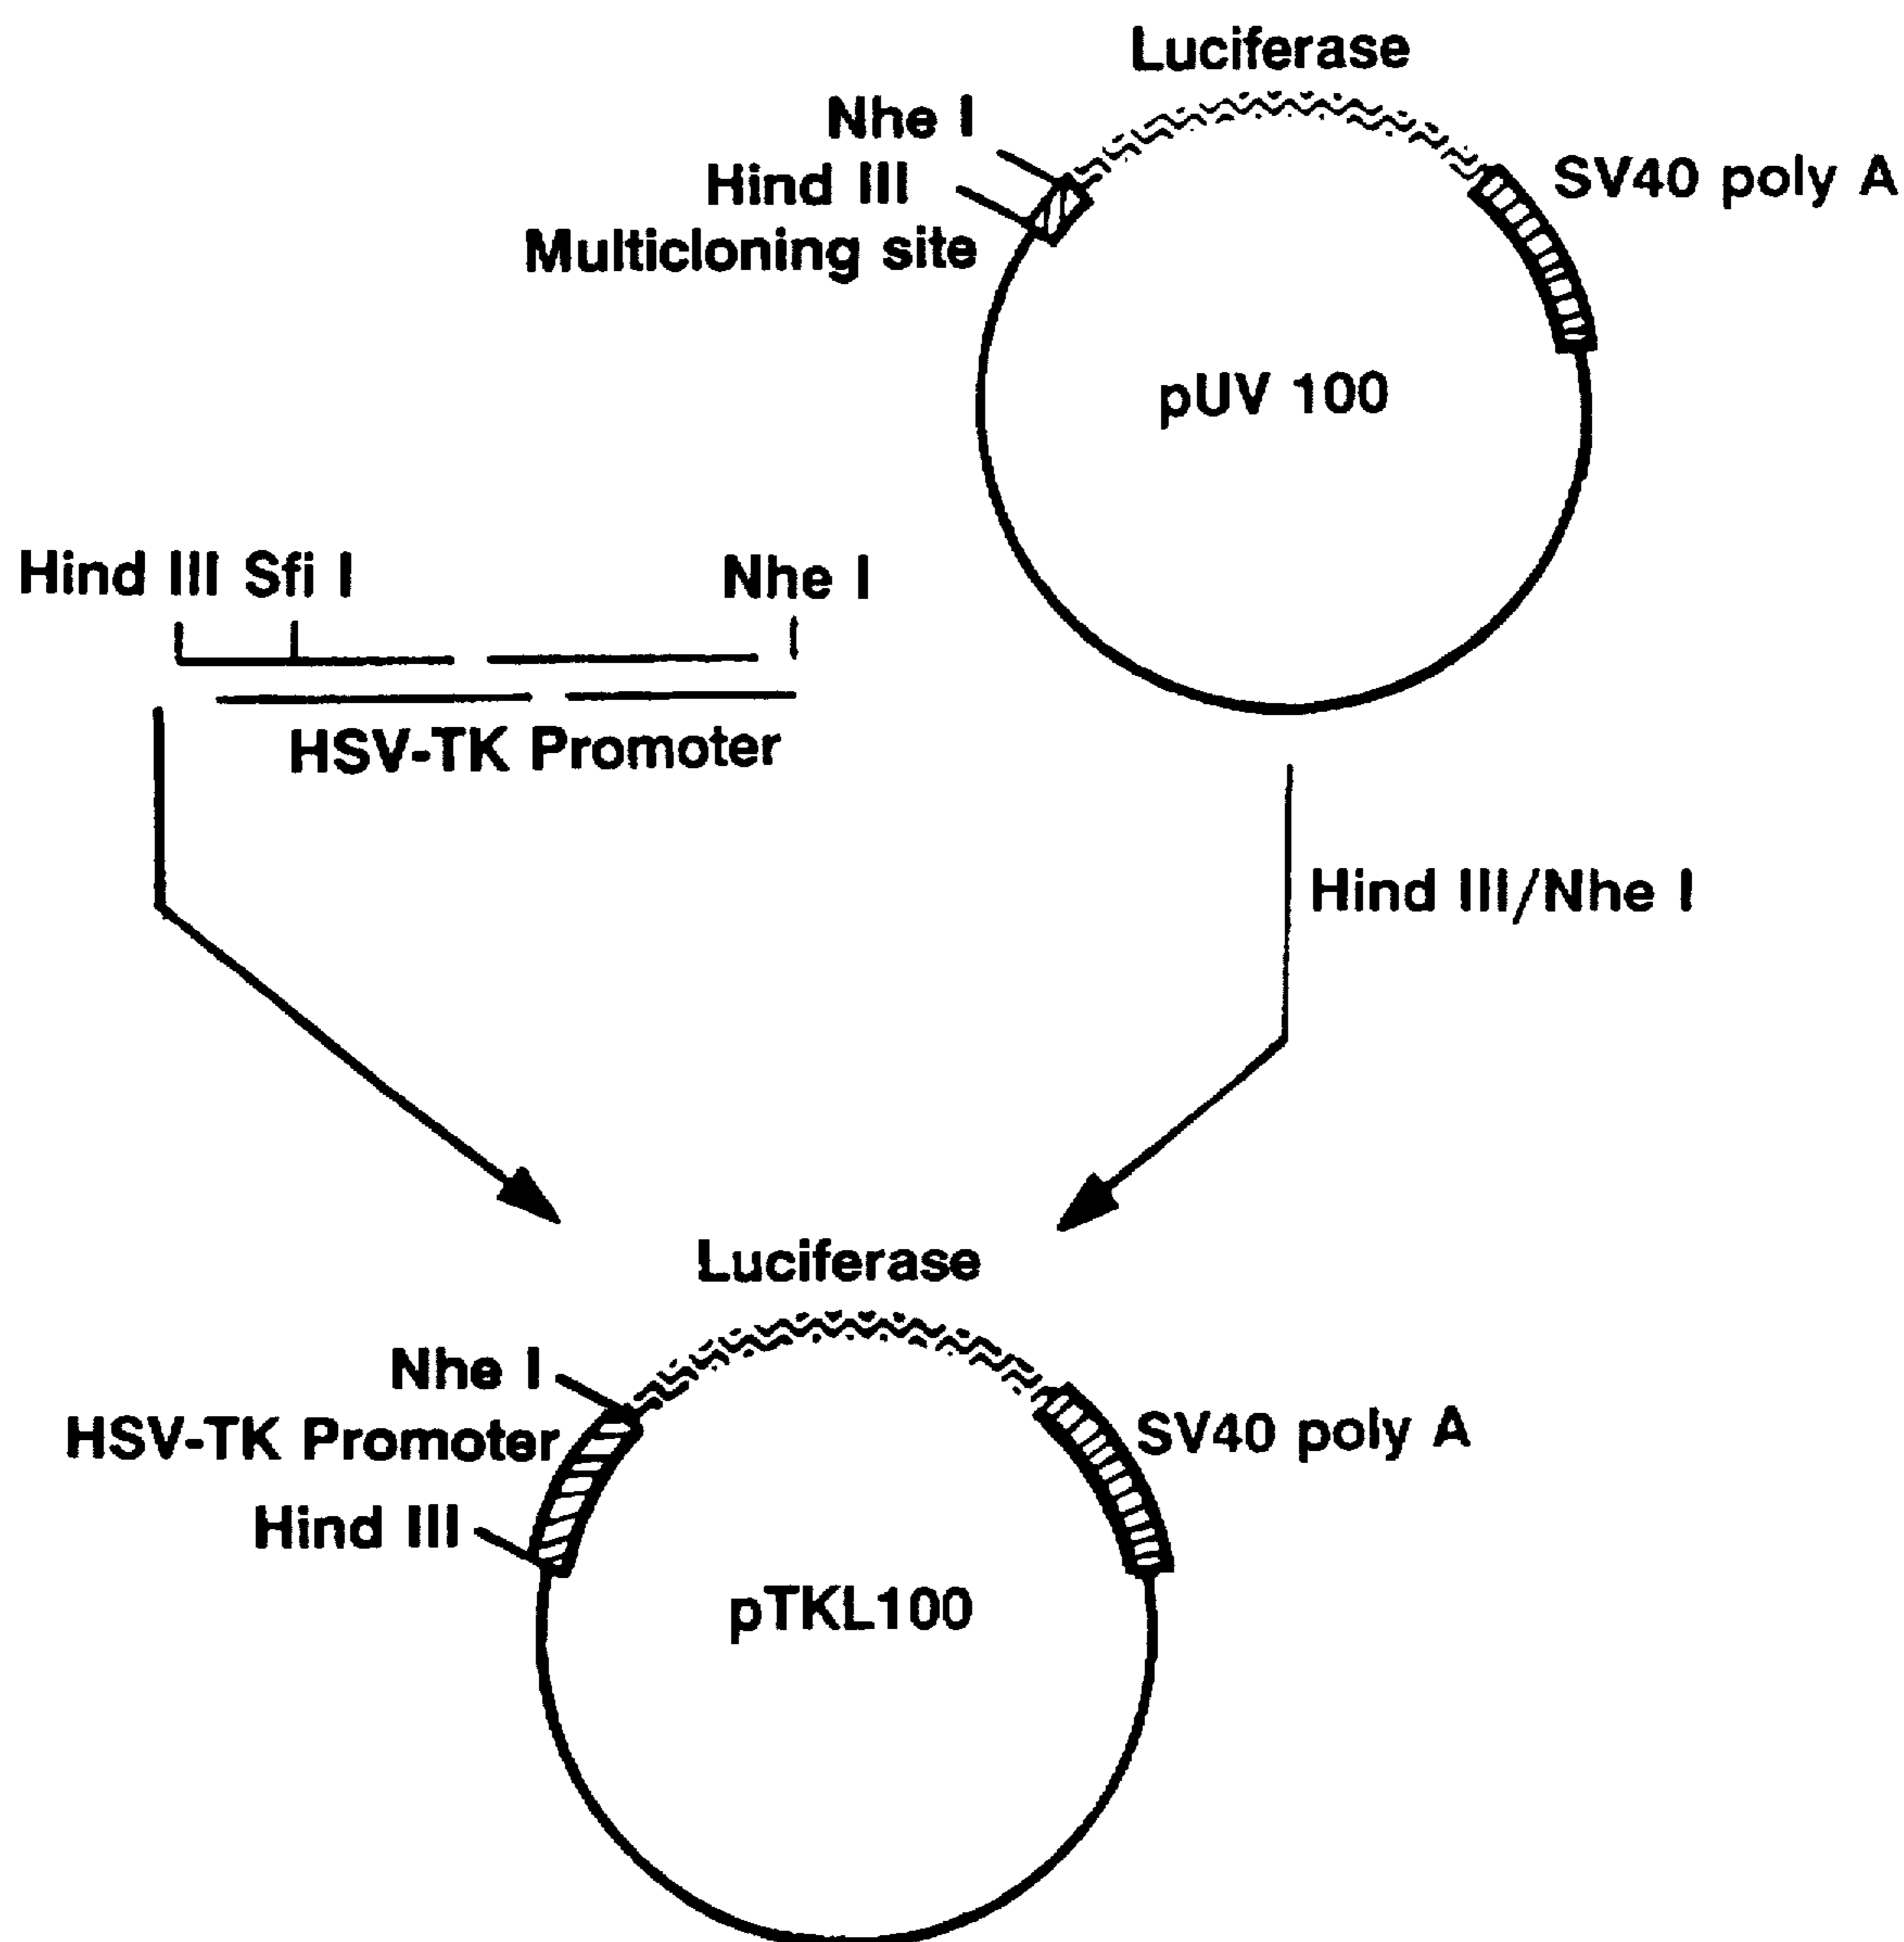 Luciferase
Nhe I
Hind III
Multicloning site
SV40 poly A
pUV 100
Hind III Sfi I
Nhe I
HSV-TK Promoter
Hind III/Nhe I
Luciferase
Nhe I
HSV-TK Promoter
Hind III
SV40 poly A
pTKL100